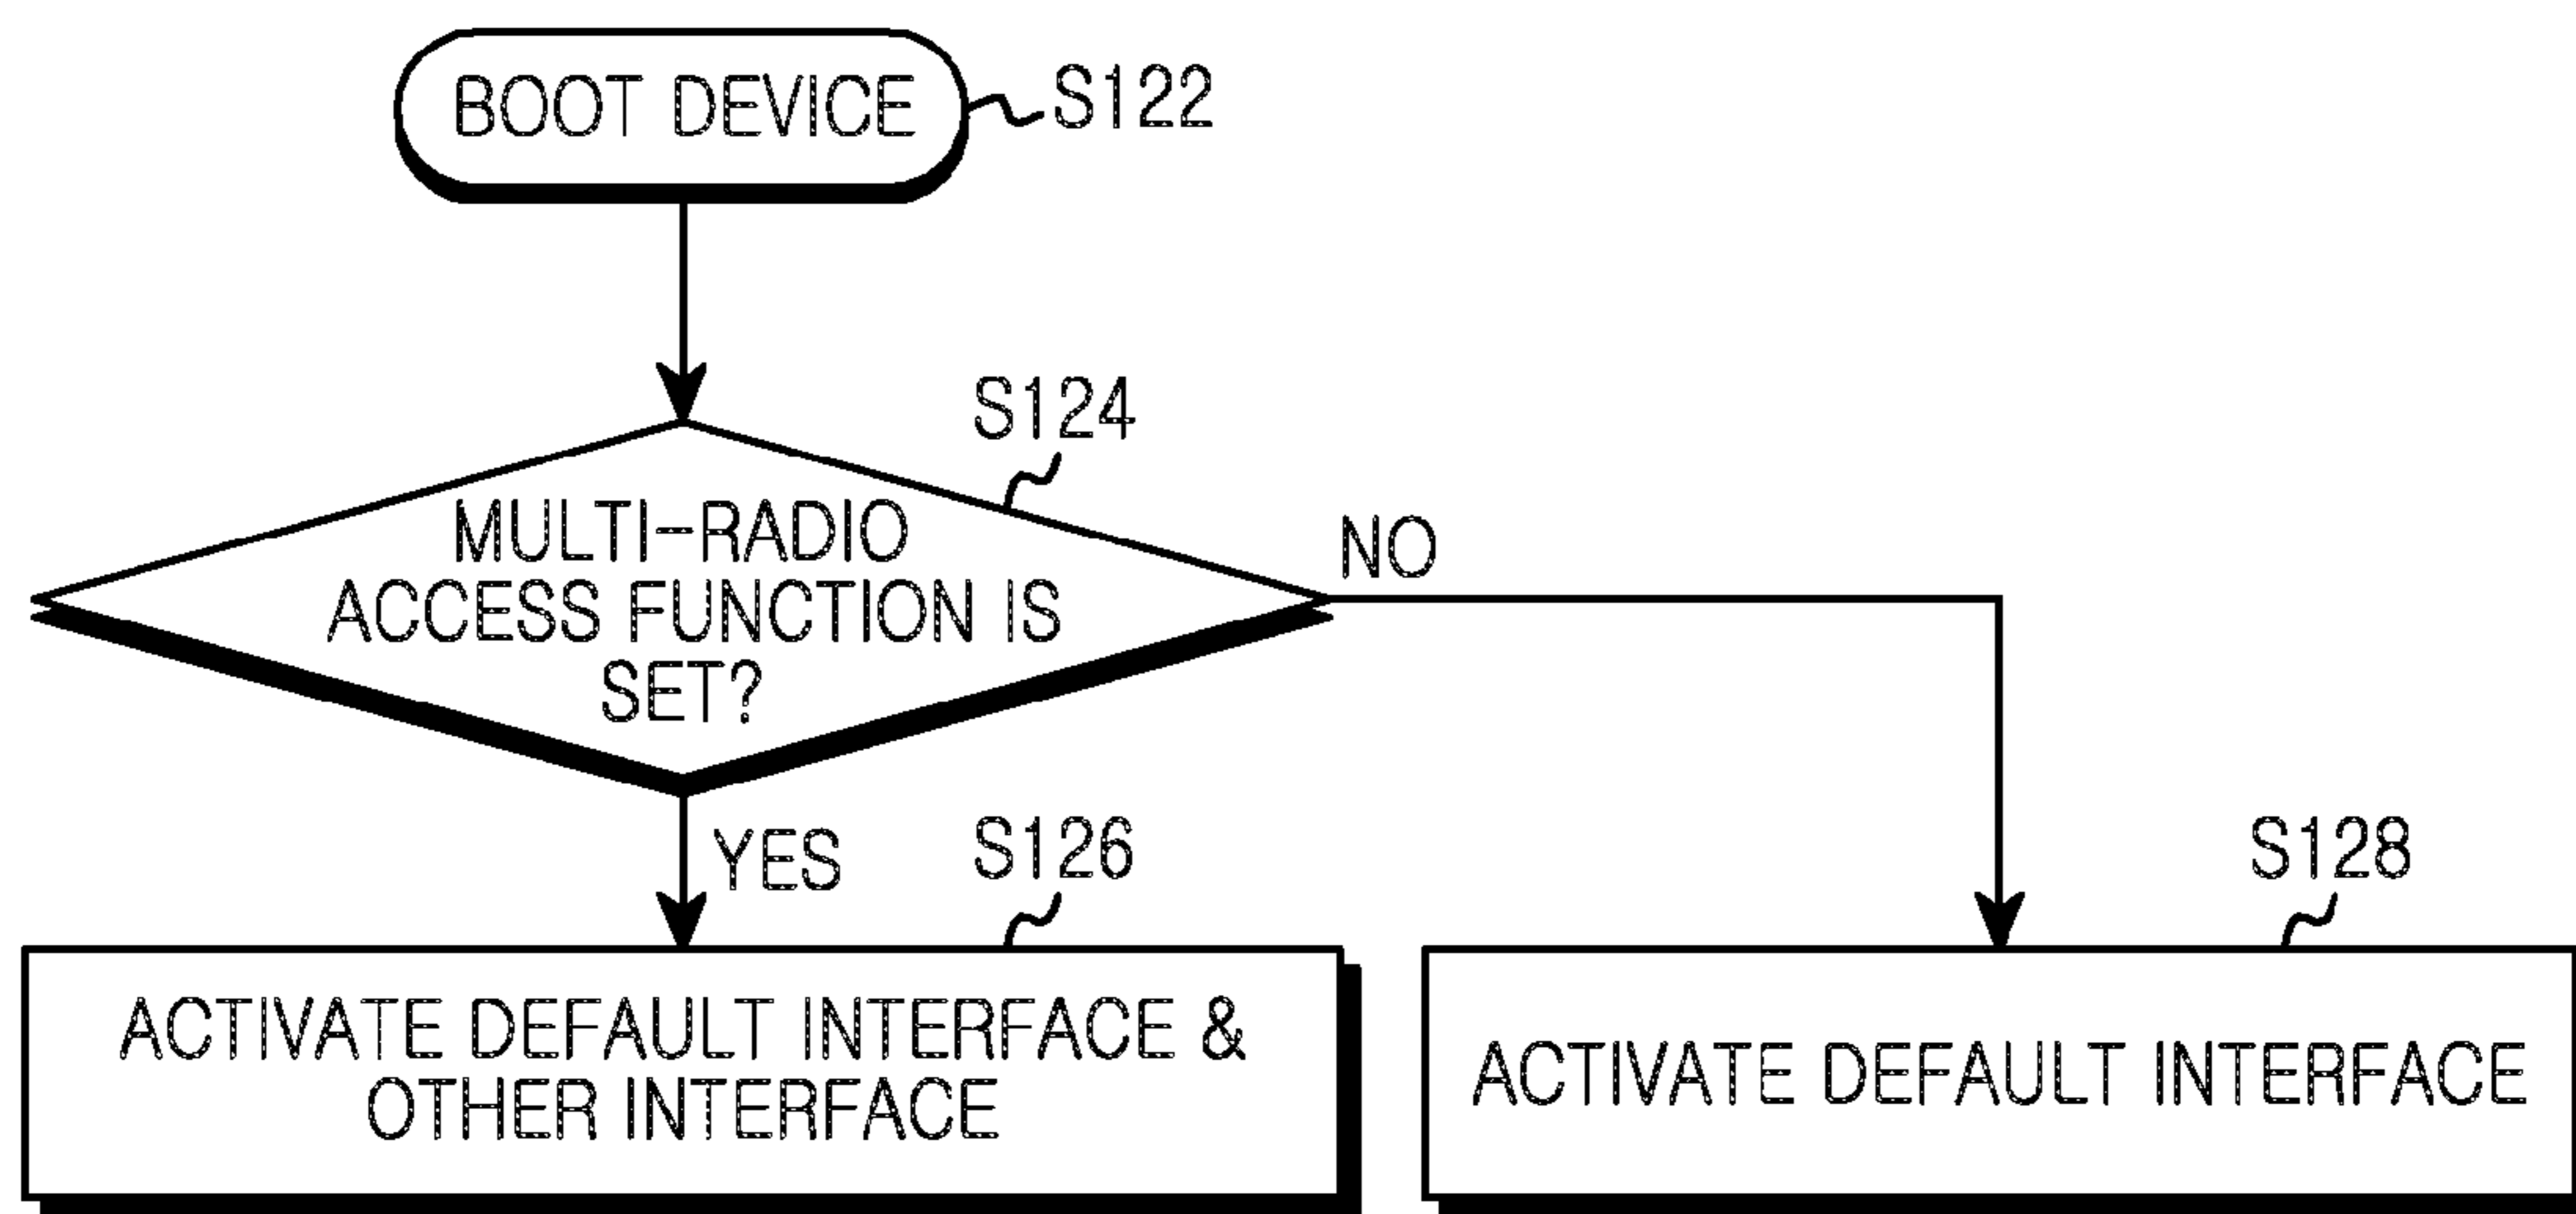 BOOT DEVICE
S122
S124
MULTI-RADIO
ACCESS FUNCTION IS
SET?
NO
YES
S126
S128
ACTIVATE DEFAULT INTERFACE &
OTHER INTERFACE
ACTIVATE DEFAULT INTERFACE